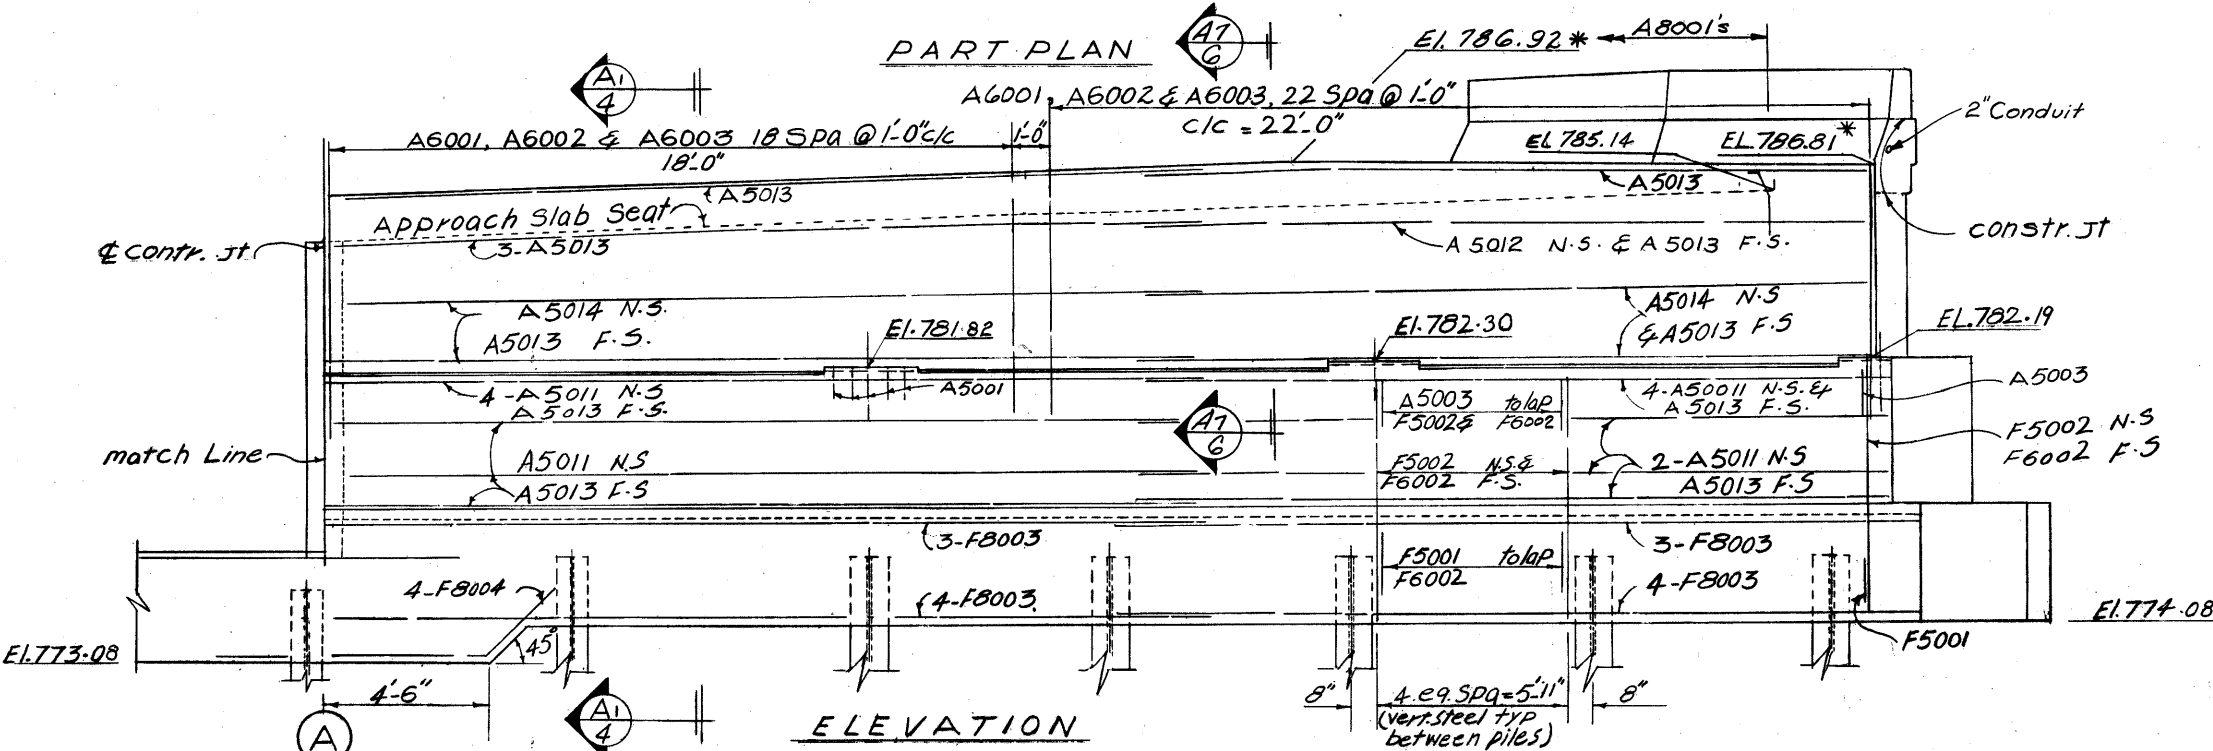 PART PLAN
A7
6
El. 786.92 *
A8001's
A1
4
A6001, A6002 & A6003, 22 Spa @ 1'-0"
c/c = 22'-0"
2" Conduit
A6001, A6002 & A6003 18 Spa @ 1'-0" c/c
18'-0"
1'-0"
EL 785.14
EL 786.81 *
A5013
A5013
Approach Slab Seat
3-A5013
A5012 N.S. & A5013 F.S.
constr. Jt
℄ contr. Jt
A5014 N.S.
A5013 F.S.
El. 781.82
El. 782.30
A5014 N.S
& A5013 F.S
EL. 782.19
4-A5011 N.S
A5013 F.S.
A5001
A5003 to lap
F5002 & F6002
4-A50011 N.S. &
A5013 F.S.
A5003
A7
6
match Line
A5011 N.S
A5013 F.S
F5002 N.S &
F6002 F.S.
2-A5011 N.S
A5013 F.S
F5002 N.S
F6002 F.S
3-F8003
3-F8003
F5001 to lap
F6002
4-F8004
4-F8003
4-F8003
El. 774.08
El. 773.08
45°
F5001
4'-6"
8"
4 eq. Spa = 5'-11"
(vert. steel typ
between piles)
8"
A
A1
4
ELEVATION